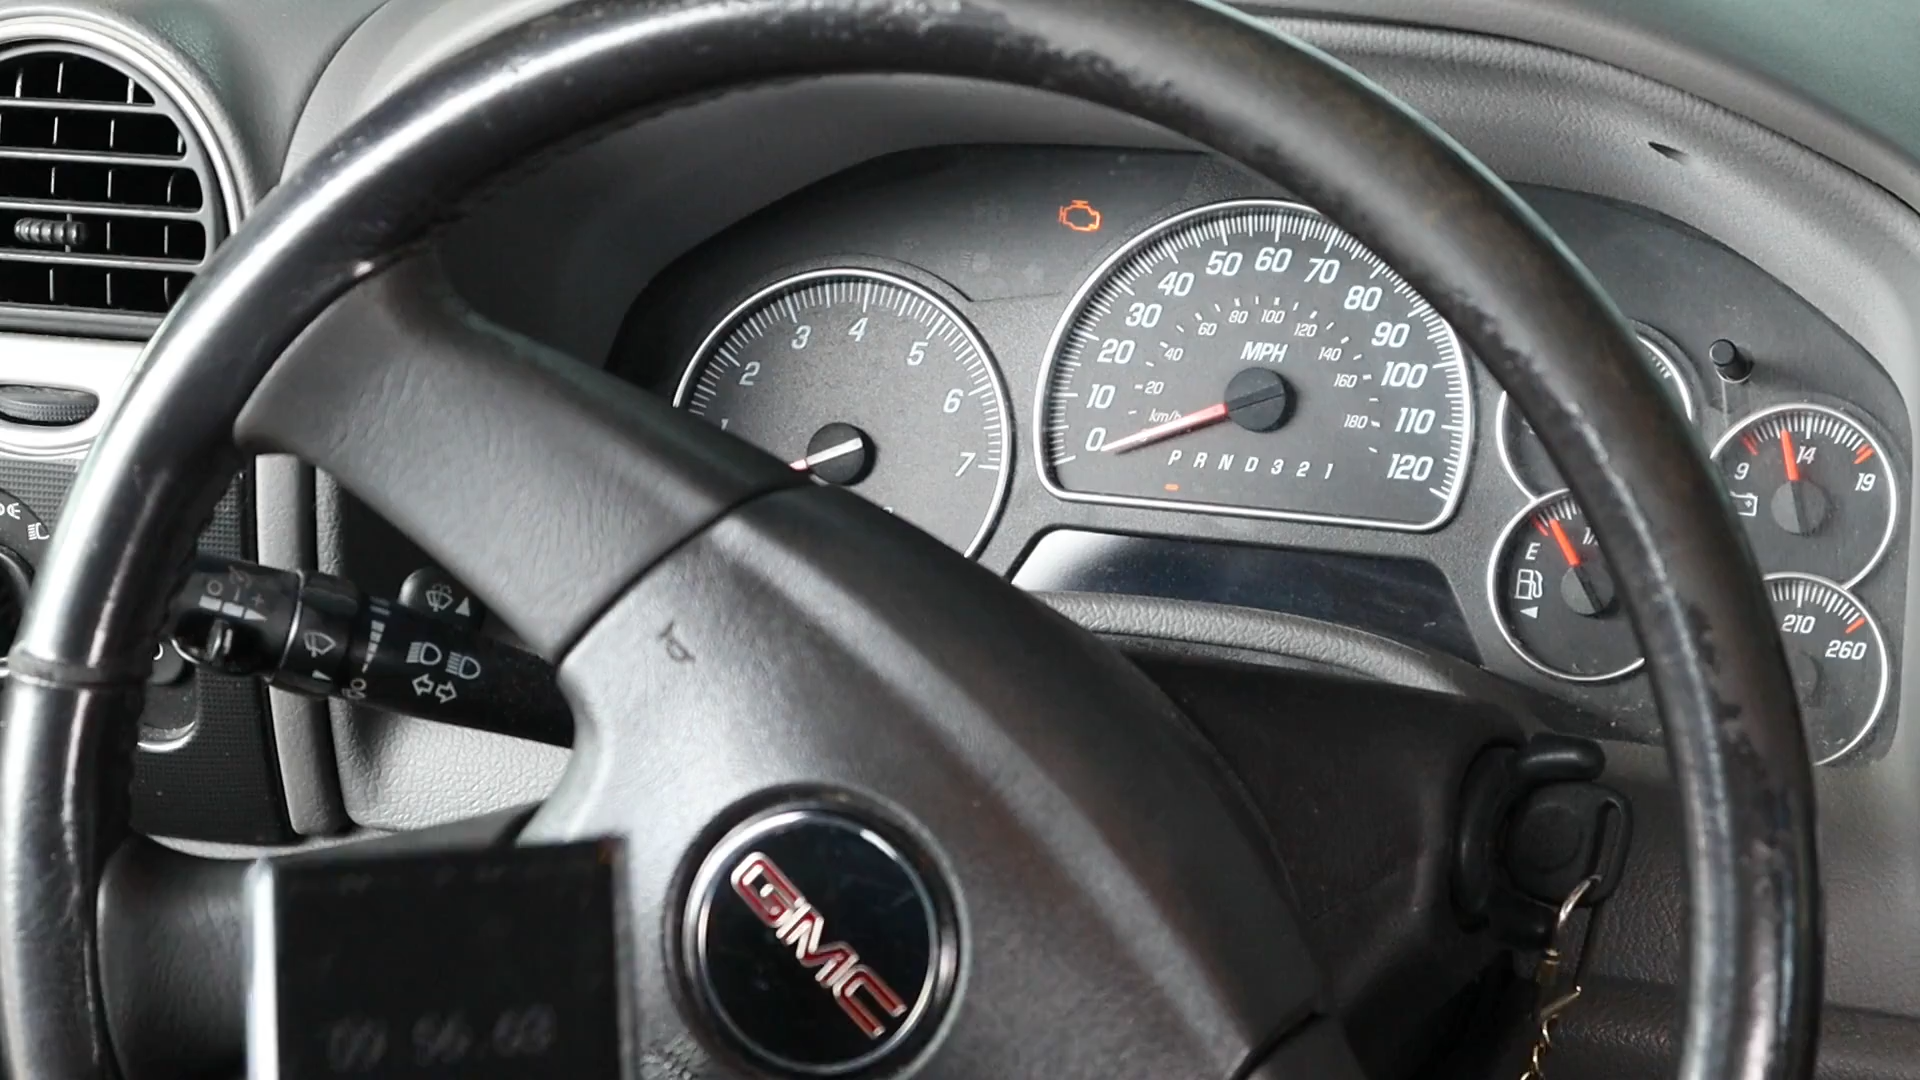 50 60 70
40 80
30 80 100 120 90
60
20 MPH 140 100
40
10 20 160
km/h 180 110
0
P R N D 3 2 1 120
2 3 4 5 6 7
9 14 19
E
210
260
GMC